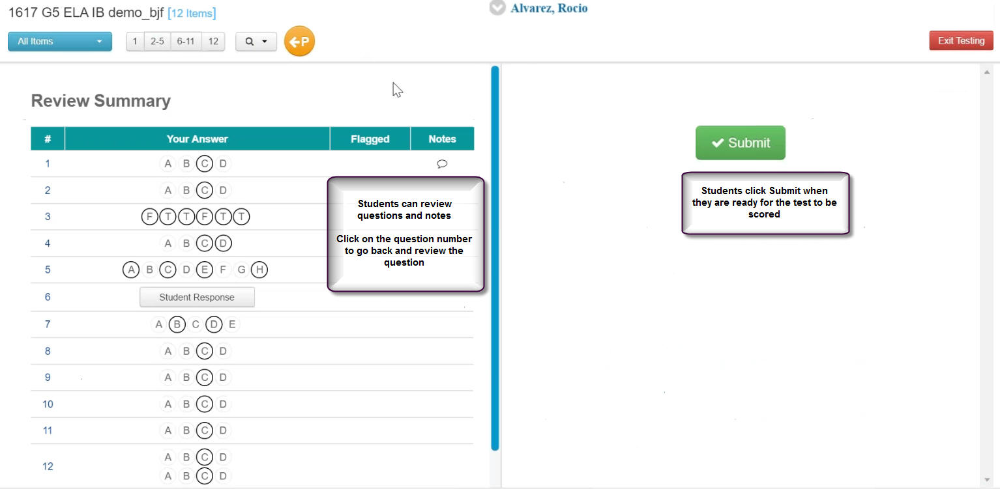 1617 G5 ELA IB demo_bjf [12 Items]
Alvarez, Rocio
All Items
1 2-5 6-11 12
P
Exit Testing
Review Summary
# Your Answer Flagged Notes
1 A B C D
2 A B C D
3 F T T F T T
4 A B C D
5 A B C D E F G H
6 Student Response
7 A B C D E
8 A B C D
9 A B C D
10 A B C D
11 A B C D
12
A B C D
A B C D
Students can review
questions and notes
Click on the question number
to go back and review the
question
Submit
Students click Submit when
they are ready for the test to be
scored